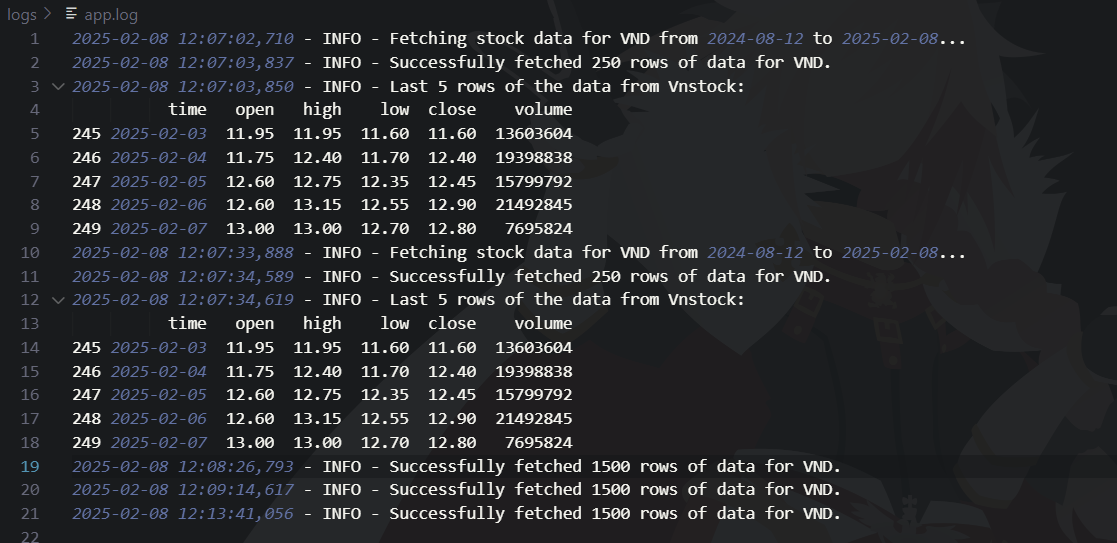 logs > app.log
1 2025-02-08 12:07:02,710 - INFO - Fetching stock data for VND from 2024-08-12 to 2025-02-08...
2 2025-02-08 12:07:03,837 - INFO - Successfully fetched 250 rows of data for VND.
3 2025-02-08 12:07:03,850 - INFO - Last 5 rows of the data from Vnstock:
4 time open high low close volume
5 245 2025-02-03 11.95 11.95 11.60 11.60 13603604
6 246 2025-02-04 11.75 12.40 11.70 12.40 19398838
7 247 2025-02-05 12.60 12.75 12.35 12.45 15799792
8 248 2025-02-06 12.60 13.15 12.55 12.90 21492845
9 249 2025-02-07 13.00 13.00 12.70 12.80 7695824
10 2025-02-08 12:07:33,888 - INFO - Fetching stock data for VND from 2024-08-12 to 2025-02-08...
11 2025-02-08 12:07:34,589 - INFO - Successfully fetched 250 rows of data for VND.
12 2025-02-08 12:07:34,619 - INFO - Last 5 rows of the data from Vnstock:
13 time open high low close volume
14 245 2025-02-03 11.95 11.95 11.60 11.60 13603604
15 246 2025-02-04 11.75 12.40 11.70 12.40 19398838
16 247 2025-02-05 12.60 12.75 12.35 12.45 15799792
17 248 2025-02-06 12.60 13.15 12.55 12.90 21492845
18 249 2025-02-07 13.00 13.00 12.70 12.80 7695824
19 2025-02-08 12:08:26,793 - INFO - Successfully fetched 1500 rows of data for VND.
20 2025-02-08 12:09:14,617 - INFO - Successfully fetched 1500 rows of data for VND.
21 2025-02-08 12:13:41,056 - INFO - Successfully fetched 1500 rows of data for VND.
22